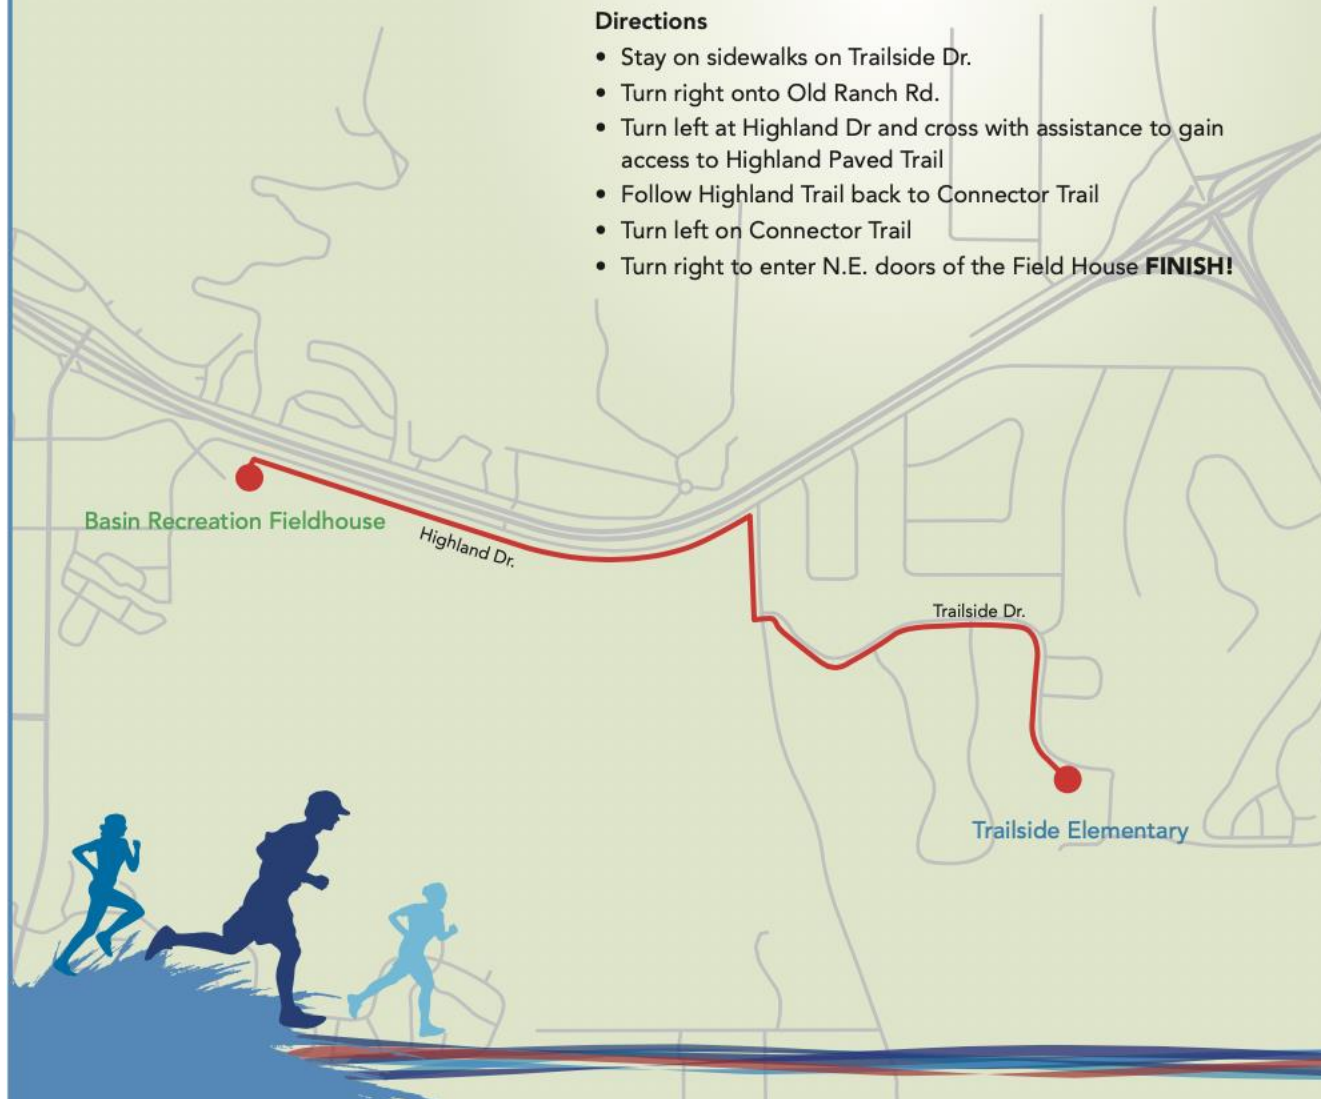 Directions
• Stay on sidewalks on Trailside Dr.
• Turn right onto Old Ranch Rd.
• Turn left at Highland Dr and cross with assistance to gain
access to Highland Paved Trail
• Follow Highland Trail back to Connector Trail
• Turn left on Connector Trail
• Turn right to enter N.E. doors of the Field House FINISH!
Basin Recreation Fieldhouse
Highland Dr.
Trailside Dr.
Trailside Elementary